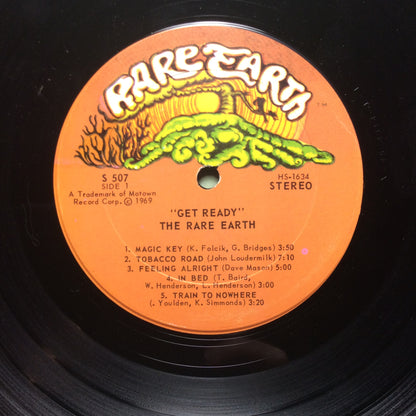 RARE EARTH
TM
S 507
SIDE 1
A Trademark of Motown
Record Corp. © 1969
HS-1634
STEREO
"GET READY"
THE RARE EARTH
1. MAGIC KEY (K. Folcik, G. Bridges) 3:50
2. TOBACCO ROAD (John Loudermilk) 7:10
3. FEELING ALRIGHT (Dave Mason) 5:00
4. IN BED (T. Baird,
W. Henderson, L. Henderson) 3:00
5. TRAIN TO NOWHERE
(. Youlden, K. Simmonds) 3:20